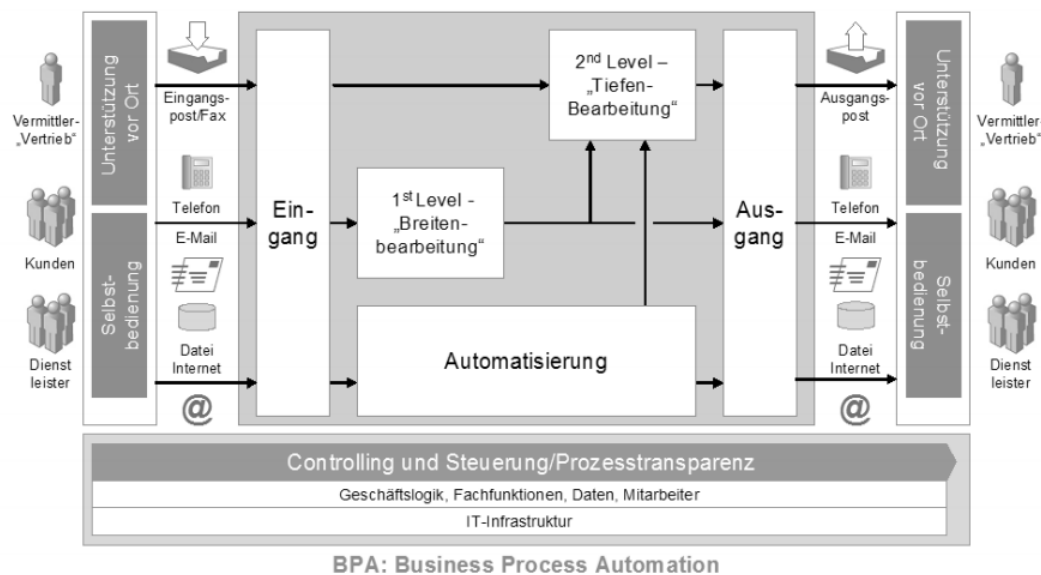 Vermittler-
„Vertrieb“
Kunden
Dienst
leister
Unterstützung
vor Ort
Selbst-
bedienung
Eingangs-
post/Fax
Telefon
E-Mail
Datei
Internet
@
Ein-
gang
1st Level -
„Breiten-
bearbeitung“
2nd Level –
„Tiefen-
Bearbeitung“
Automatisierung
Aus-
gang
Ausgangs-
post
Telefon
E-Mail
Datei
Internet
@
Unterstützung
vor Ort
Selbst-
bedienung
Vermittler-
„Vertrieb“
Kunden
Dienst
leister
Controlling und Steuerung/Prozesstransparenz
Geschäftslogik, Fachfunktionen, Daten, Mitarbeiter
IT-Infrastruktur
BPA: Business Process Automation